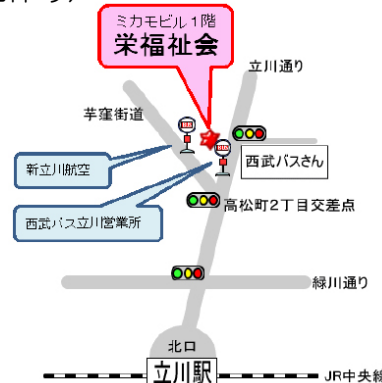 ミカモビル１階
栄福祉会
立川通り
芋窪街道
西武バスさん
新立川航空
西武バス立川営業所
高松町２丁目交差点
緑川通り
北口
立川駅
JR中央線